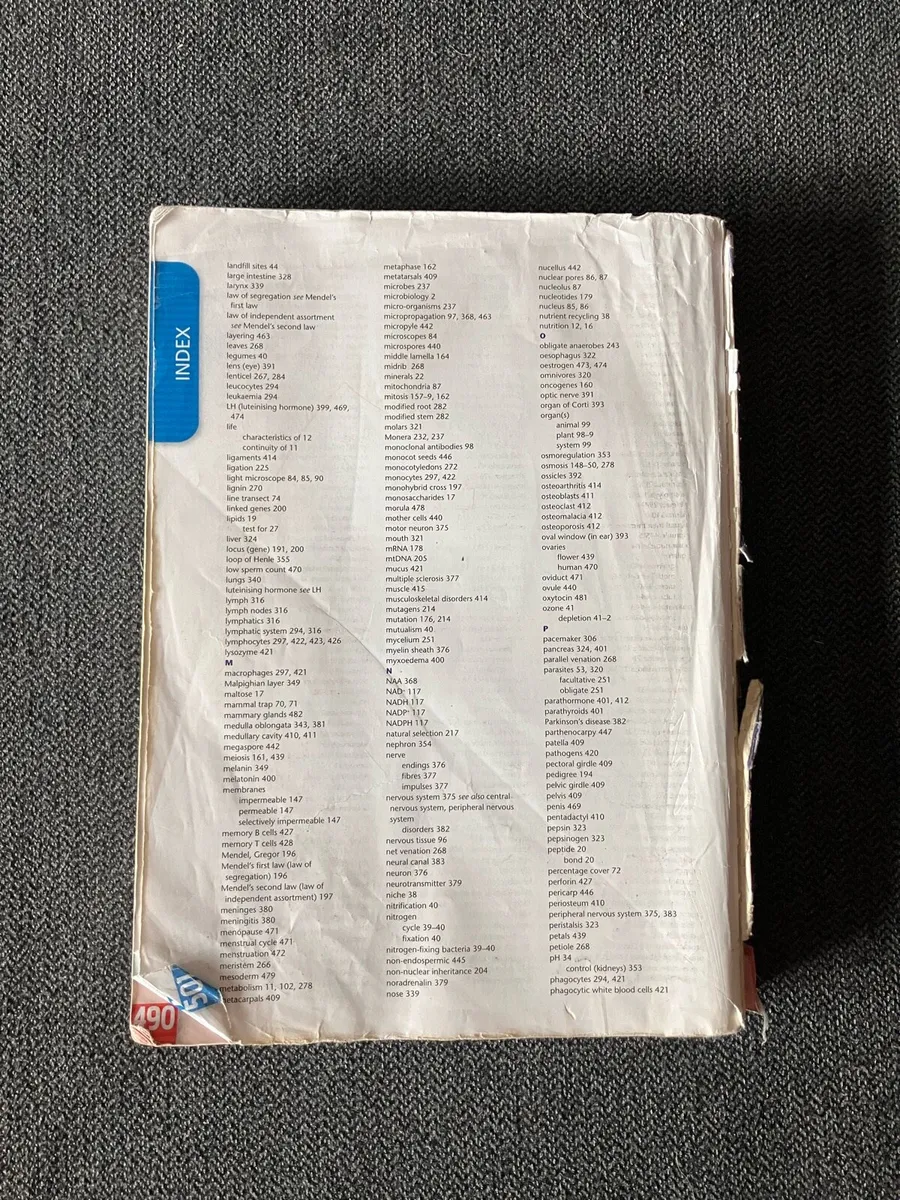 INDEX
landfill sites 44
large intestine 328
larynx 339
law of segregation see Mendel's
first law
law of independent assortment
see Mendel's second law
layering 463
leaves 268
legumes 40
lens (eye) 391
lenticel 267, 284
leucocytes 294
leukaemia 294
LH (luteinising hormone) 399, 469,
474
life
characteristics of 12
continuity of 11
ligaments 414
ligation 225
light microscope 84, 85, 90
lignin 270
line transect 74
linked genes 200
lipids 19
test for 27
liver 324
locus (gene) 191, 200
loop of Henle 355
low sperm count 470
lungs 340
luteinising hormone see LH
lymph 316
lymph nodes 316
lymphatics 316
lymphatic system 294, 316
lymphocytes 297, 422, 423, 426
lysozyme 421
M
macrophages 297, 421
Malpighian layer 349
maltose 17
mammal trap 70, 71
mammary glands 482
medulla oblongata 343, 381
medullary cavity 410, 411
megaspore 442
meiosis 161, 439
melanin 349
melatonin 400
membranes
impermeable 147
permeable 147
selectively impermeable 147
memory B cells 427
memory T cells 428
Mendel, Gregor 196
Mendel's first law (law of
segregation) 196
Mendel's second law (law of
independent assortment) 197
meninges 380
meningitis 380
menopause 471
menstrual cycle 471
menstruation 472
meristem 266
mesoderm 479
metabolism 11, 102, 278
metacarpals 409
metaphase 162
metatarsals 409
microbes 237
microbiology 2
micro-organisms 237
micropropagation 97, 368, 463
micropyle 442
microscopes 84
microspores 440
middle lamella 164
midrib 268
minerals 22
mitochondria 87
mitosis 157–9, 162
modified root 282
modified stem 282
molars 321
Monera 232, 237
monoclonal antibodies 98
monocot seeds 446
monocotyledons 272
monocytes 297, 422
monohybrid cross 197
monosaccharides 17
morula 478
mother cells 440
motor neuron 375
mouth 321
mRNA 178
mtDNA 205
mucus 421
multiple sclerosis 377
muscle 415
musculoskeletal disorders 414
mutagens 214
mutation 176, 214
mutualism 40
mycelium 251
myelin sheath 376
myxoedema 400
N
NAA 368
NAD⁺ 117
NADH 117
NADP⁺ 117
NADPH 117
natural selection 217
nephron 354
nerve
endings 376
fibres 377
impulses 377
nervous system 375 see also central
nervous system, peripheral nervous
system
disorders 382
nervous tissue 96
net venation 268
neural canal 383
neuron 376
neurotransmitter 379
niche 38
nitrification 40
nitrogen
cycle 39–40
fixation 40
nitrogen-fixing bacteria 39–40
non-endospermic 445
non-nuclear inheritance 204
noradrenalin 379
nose 339
nucellus 442
nuclear pores 86, 87
nucleolus 87
nucleotides 179
nucleus 85, 86
nutrient recycling 38
nutrition 12, 16
O
obligate anaerobes 243
oesophagus 322
oestrogen 473, 474
omnivores 320
oncogenes 160
optic nerve 391
organ of Corti 393
organ(s)
animal 99
plant 98–9
system 99
osmoregulation 353
osmosis 148–50, 278
ossicles 392
osteoarthritis 414
osteoblasts 411
osteoclast 412
osteomalacia 412
osteoporosis 412
oval window (in ear) 393
ovaries
flower 439
human 470
oviduct 471
ovule 440
oxytocin 481
ozone 41
depletion 41–2
P
pacemaker 306
pancreas 324, 401
parallel venation 268
parasites 53, 320
facultative 251
obligate 251
parathormone 401, 412
parathyroids 401
Parkinson's disease 382
parthenocarpy 447
patella 409
pathogens 420
pectoral girdle 409
pedigree 194
pelvic girdle 409
pelvis 409
penis 469
pentadactyl 410
pepsin 323
pepsinogen 323
peptide 20
bond 20
percentage cover 72
perforin 427
pericarp 446
periosteum 410
peripheral nervous system 375, 383
peristalsis 323
petals 439
petiole 268
pH 34
control (kidneys) 353
phagocytes 294, 421
phagocytic white blood cells 421
501
490